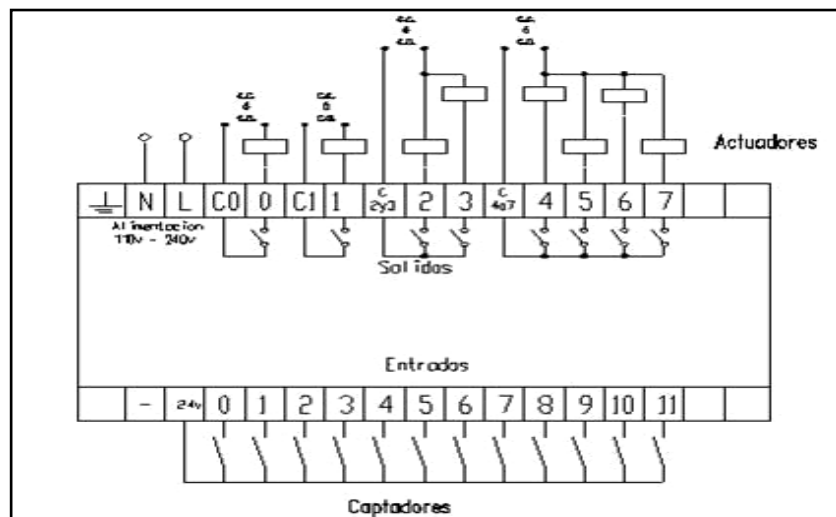 c.c. c.c.
ó ó
c.a. c.a.
c.c. c.c.
ó ó
c.a. c.a.
Actuadores
N L C0 0 C1 1 C 2y3 2 3 C 4a7 4 5 6 7
Alimentacion
110v - 240v
Salidas
Entradas
- 24v 0 1 2 3 4 5 6 7 8 9 10 11
Captadores